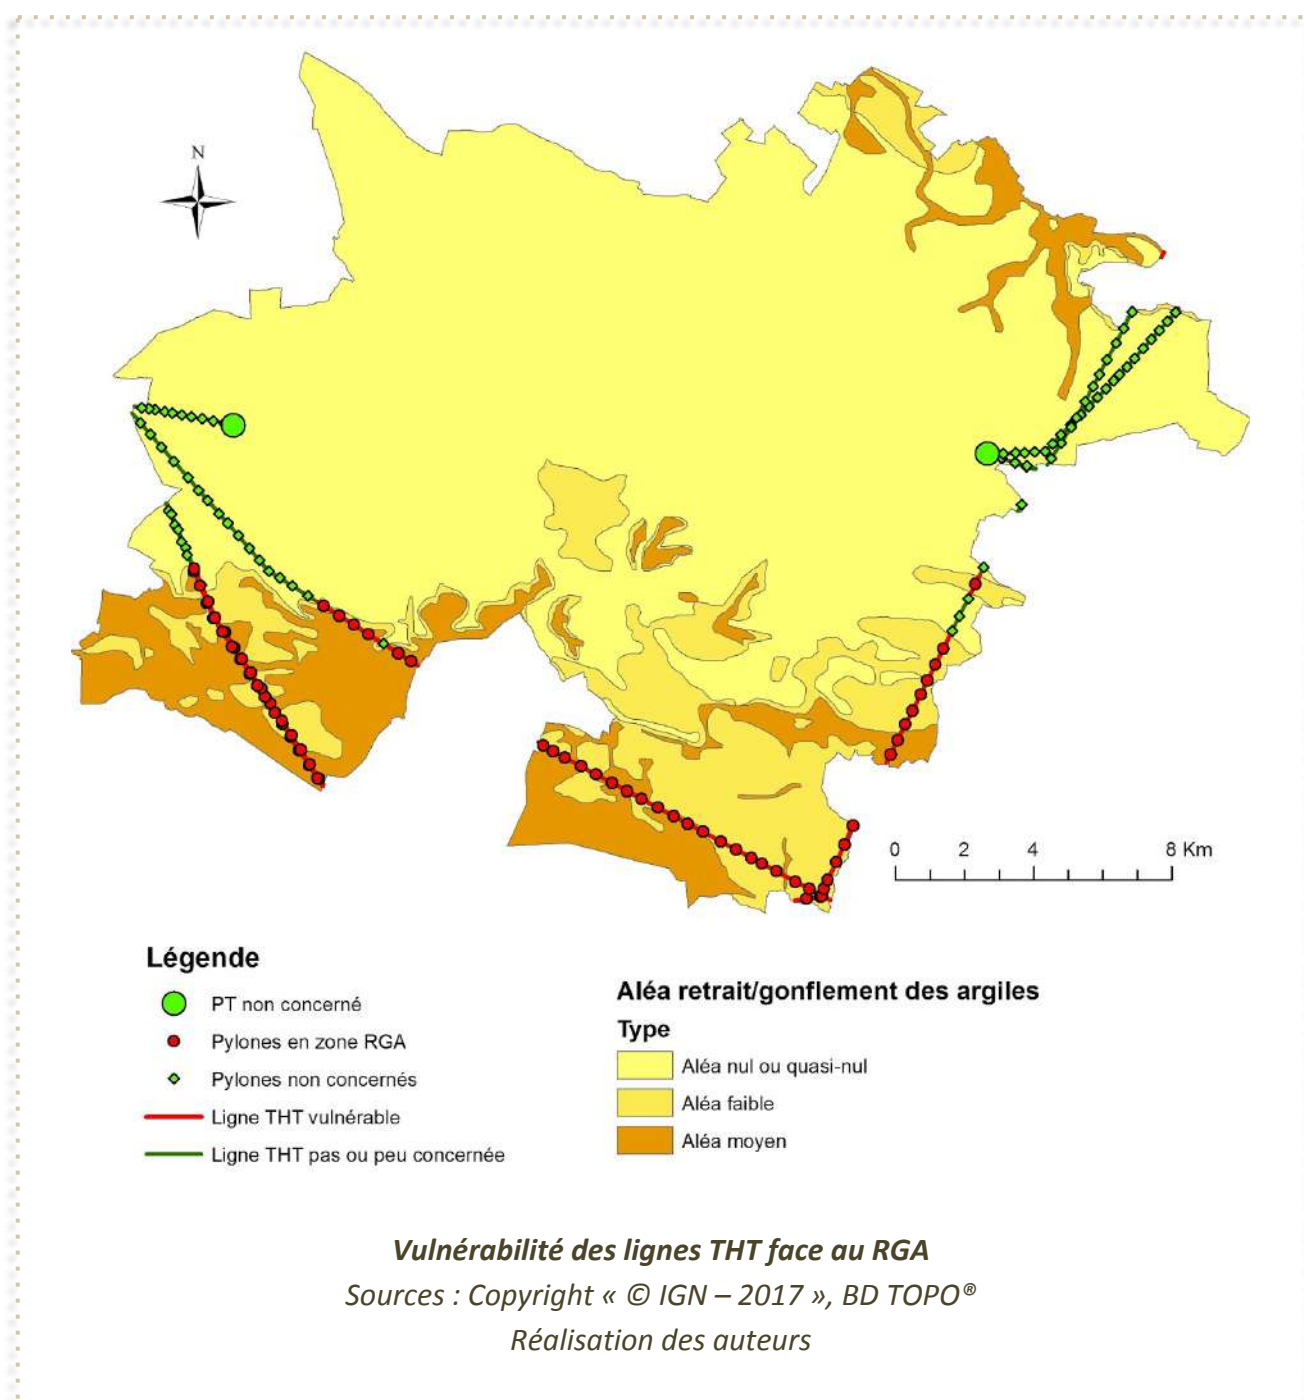 N
0 2 4 8 Km
Légende
PT non concerné
Pylones en zone RGA
Pylones non concernés
Ligne THT vulnérable
Ligne THT pas ou peu concernée
Aléa retrait/gonflement des argiles
Type
Aléa nul ou quasi-nul
Aléa faible
Aléa moyen
Vulnérabilité des lignes THT face au RGA
Sources : Copyright « © IGN – 2017 », BD TOPO®
Réalisation des auteurs